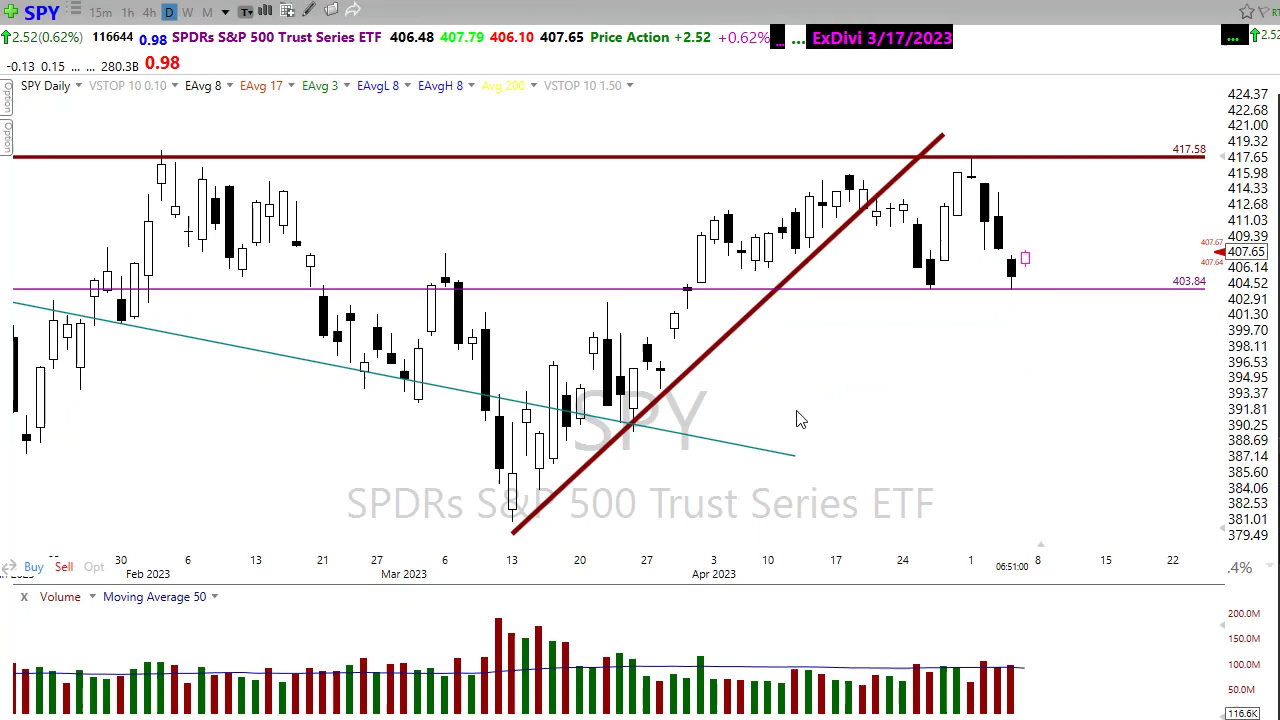 SPY 15m 1h 4h D W M T
2.52(0.62%) 116644 0.98 SPDRs S&P 500 Trust Series ETF 406.48 407.79 406.10 407.65 Price Action +2.52 +0.62% ... ... ExDivi 3/17/2023 ... 2.52
-0.13 0.15 ... ... 280.3B 0.98
SPY Daily VSTOP 10 0.10 EAvg 8 EAvg 17 EAvg 3 EAvgL 8 EAvgH 8 Avg 200 VSTOP 10 1.50
Option
Option
424.37
422.68
421.00
419.32
417.58
417.65
415.98
414.33
412.68
411.03
409.39
407.67
407.65
407.64
406.14
403.84
404.52
402.91
401.30
399.70
398.11
396.53
394.95
393.37
391.81
390.25
388.69
387.14
385.60
384.06
382.53
381.01
379.49
SPY
SPDRs S&P 500 Trust Series ETF
30 6 13 21 27 6 13 20 27 3 10 17 24 1 06:51:00 8 15 22
Buy Sell Opt .4%
Feb 2023 Mar 2023 Apr 2023
X Volume Moving Average 50
200.0M
150.0M
100.0M
50.0M
116.6K